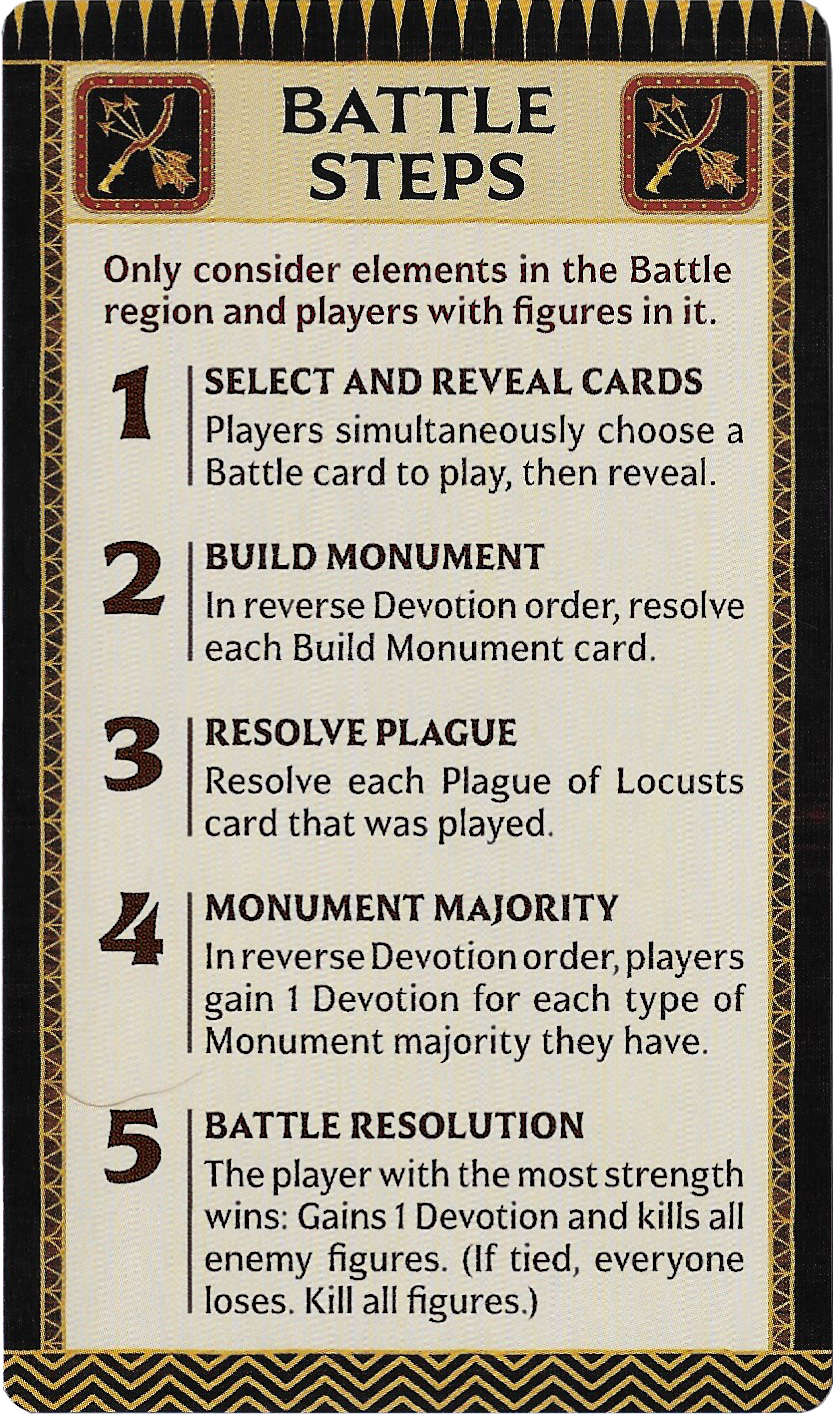 BATTLE
STEPS
Only consider elements in the Battle
region and players with figures in it.
1
SELECT AND REVEAL CARDS
Players simultaneously choose a
Battle card to play, then reveal.
2
BUILD MONUMENT
In reverse Devotion order, resolve
each Build Monument card.
3
RESOLVE PLAGUE
Resolve each Plague of Locusts
card that was played.
4
MONUMENT MAJORITY
In reverse Devotion order, players
gain 1 Devotion for each type of
Monument majority they have.
5
BATTLE RESOLUTION
The player with the most strength
wins: Gains 1 Devotion and kills all
enemy figures. (If tied, everyone
loses. Kill all figures.)